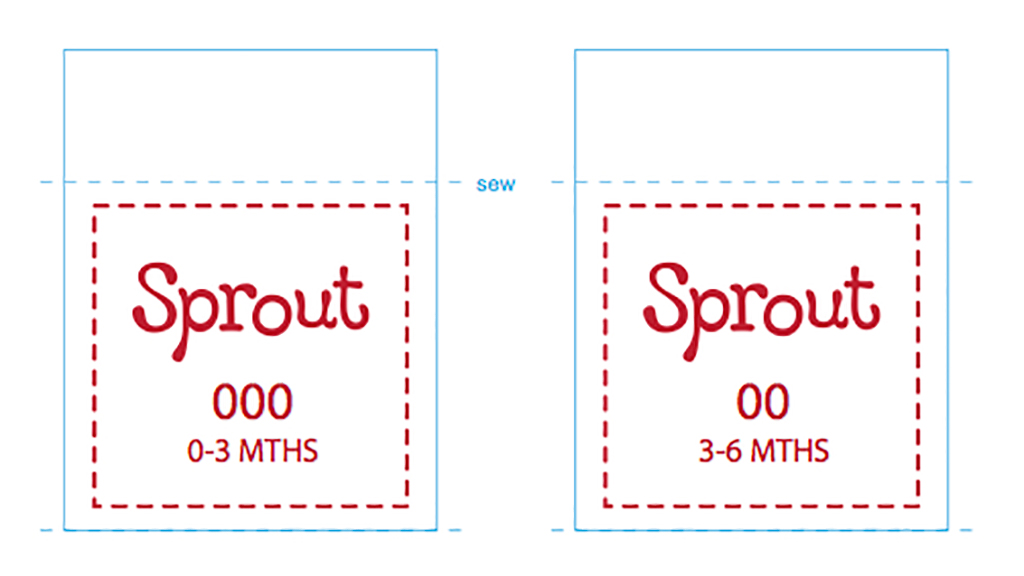 sew
Sprout
000
0-3 MTHS
Sprout
00
3-6 MTHS